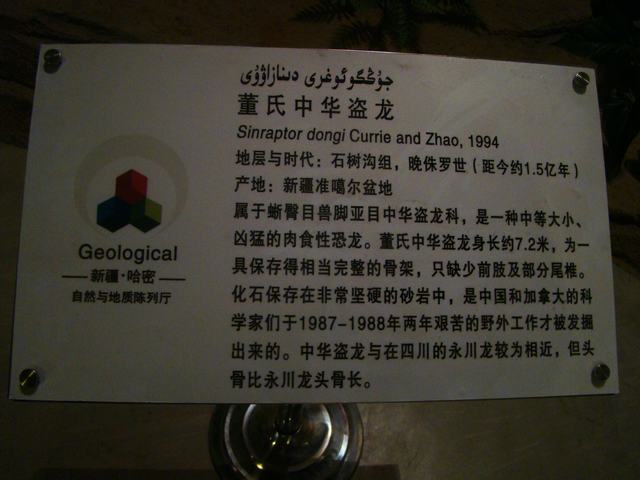 جۇڭگوئوغرى دىنازاۋۇرى
董氏中华盗龙
Sinraptor dongi Currie and Zhao, 1994
地层与时代：石树沟组，晚侏罗世（距今约1.5亿年）
产地：新疆准噶尔盆地
属于蜥臀目兽脚亚目中华盗龙科，是一种中等大小、
凶猛的肉食性恐龙。董氏中华盗龙身长约7.2米，为一
具保存得相当完整的骨架，只缺少前肢及部分尾椎。
化石保存在非常坚硬的砂岩中，是中国和加拿大的科
学家们于1987-1988年两年艰苦的野外工作才被发掘
出来的。中华盗龙与在四川的永川龙较为相近，但头
骨比永川龙头骨长。
Geological
新疆·哈密
自然与地质陈列厅